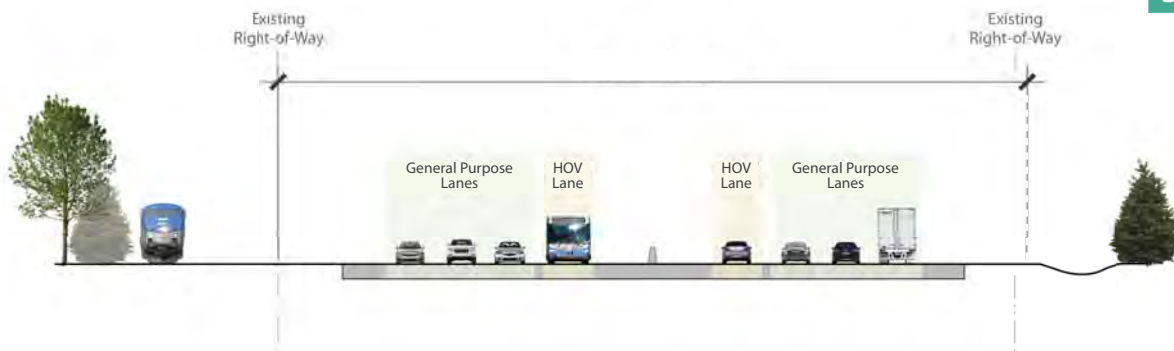 Existing
Right-of-Way
Existing
Right-of-Way
General Purpose
Lanes
HOV
Lane
HOV
Lane
General Purpose
Lanes